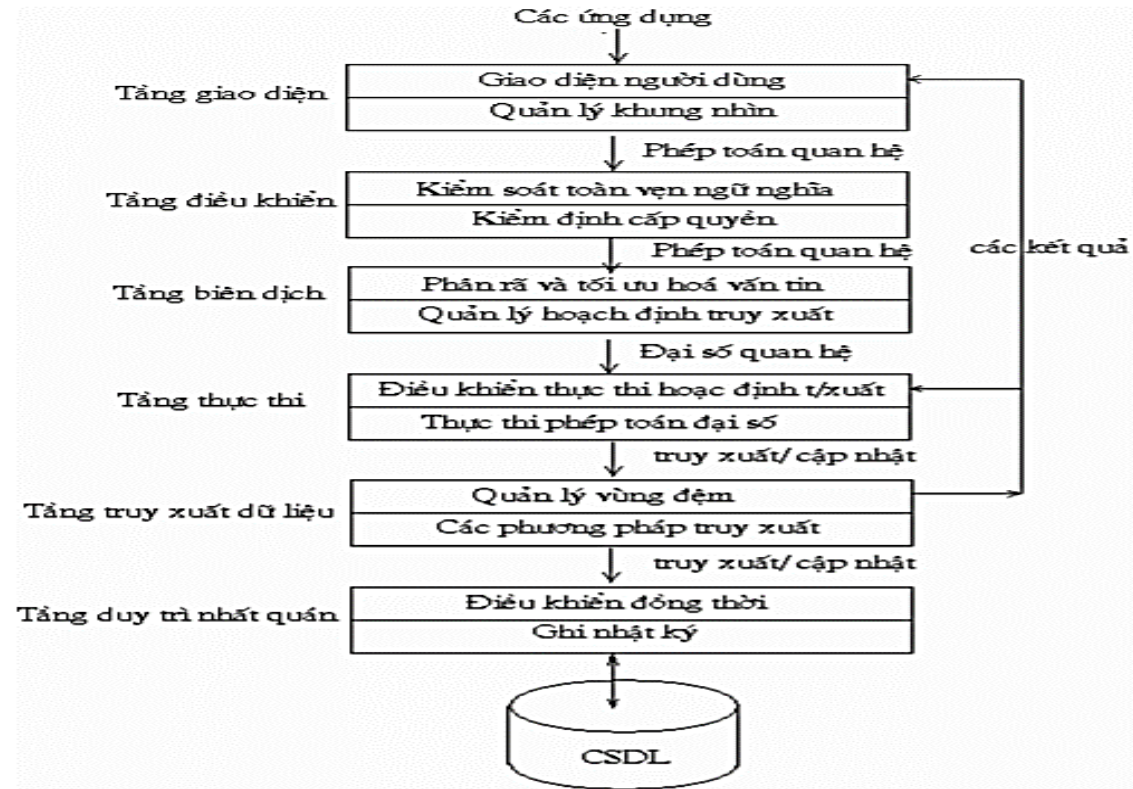 Các ứng dụng
Tầng giao diện
Giao diện người dùng
Quản lý khung nhìn
Phép toán quan hệ
Tầng điều khiển
Kiểm soát toàn vẹn ngữ nghĩa
Kiểm định cấp quyền
Phép toán quan hệ
các kết quả
Tầng biên dịch
Phân rã và tối ưu hoá vấn tin
Quản lý hoạch định truy xuất
Đại số quan hệ
Tầng thực thi
Điều khiển thực thi hoạc định t/xuất
Thực thi phép toán đại số
truy xuất/ cập nhật
Tầng truy xuất dữ liệu
Quản lý vùng đệm
Các phương pháp truy xuất
truy xuất/ cập nhật
Tầng duy trì nhất quán
Điều khiển đồng thời
Ghi nhật ký
CSDL